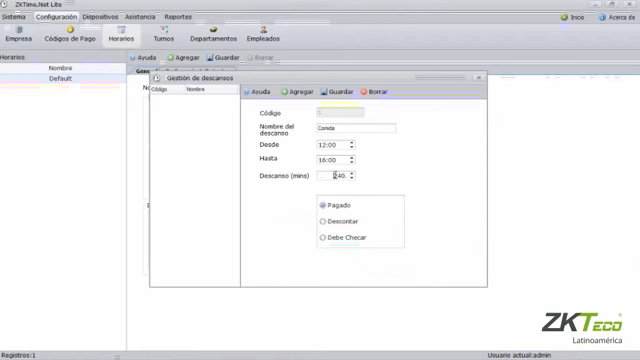 ZKTime.Net Lite
Sistema Configuración Dispositivos Asistencia Reportes
Inicio Acerca de
Empresa Códigos de Pago Horarios Turnos Departamentos Empleados
Horarios
Ayuda Agregar Guardar Borrar
Nombre
Default
Gestión de descansos
Código Nombre
Ayuda Agregar Guardar Borrar
Código
Nombre del descanso Comida
Desde 12:00
Hasta 16:00
Descanso (mins) 240.
Pagado
Descontar
Debe Checar
ZKTeco
Latinoamérica
Registros:1 Usuario actual:admin